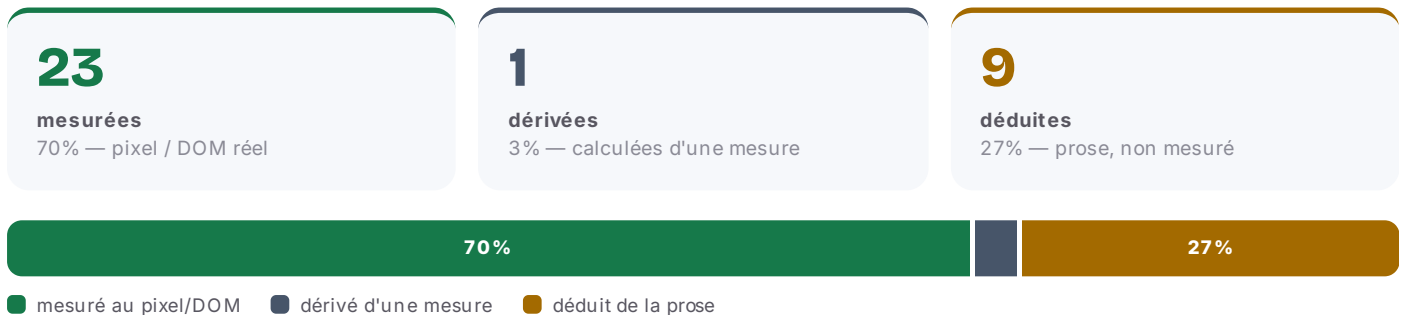 23
mesurées
70% — pixel / DOM réel
1
dérivées
3% — calculées d'une mesure
9
déduites
27% — prose, non mesuré
70%
27%
mesuré au pixel/DOM
dérivé d'une mesure
déduit de la prose